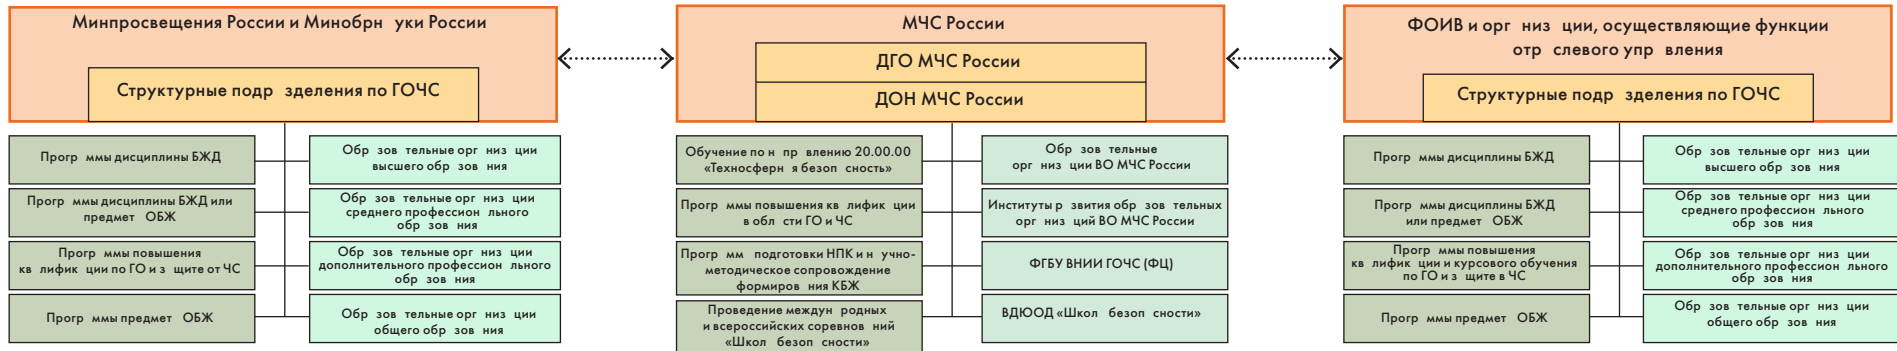 Минпросвещения России и Минобрн уки России
Структурные подр зделения по ГОЧС
Прогр ммы дисциплины БЖД
Обр зов тельные орг низ ции
высшего обр зов ния
Прогр ммы дисциплины БЖД или
предмет ОБЖ
Обр зов тельные орг низ ции
среднего профессион льного
обр зов ния
Прогр ммы повышения
кв лифик ции по ГО и з щите от ЧС
Обр зов тельные орг низ ции
дополнительного профессион льного
обр зов ния
Прогр ммы предмет ОБЖ
Обр зов тельные орг низ ции
общего обр зов ния
МЧС России
ДГО МЧС России
ДОН МЧС России
Обучение по н пр влению 20.00.00
«Техносферн я безоп сность»
Обр зов тельные
орг низ ции ВО МЧС России
Прогр ммы повышения кв лифик ции
в обл сти ГО и ЧС
Институты р звития обр зов тельных
орг низ ций ВО МЧС России
Прогр мм подготовки НПК и н учно-
методическое сопровождение
формиров ния КБЖ
ФГБУ ВНИИ ГОЧС (ФЦ)
Проведение междун родных
и всероссийских соревнов ний
«Школ безоп сности»
ВДЮОД «Школ безоп сности»
ФОИВ и орг низ ции, осуществляющие функции
отр слевого упр вления
Структурные подр зделения по ГОЧС
Прогр ммы дисциплины БЖД
Обр зов тельные орг низ ции
высшего обр зов ния
Прогр ммы дисциплины БЖД
или предмет ОБЖ
Обр зов тельные орг низ ции
среднего профессион льного
обр зов ния
Прогр ммы повышения
кв лифик ции и курсового обучения
по ГО и з щите в ЧС
Обр зов тельные орг низ ции
дополнительного профессион льного
обр зов ния
Прогр ммы предмет ОБЖ
Обр зов тельные орг низ ции
общего обр зов ния